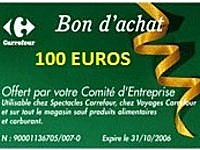 Bon d'achat
Carrefour
100 EUROS
Offert par votre Comité d'Entreprise
Utilisable chez Spectacles Carrefour, chez Voyages Carrefour
et sur tout le magasin sauf produits alimentaires
et carburant.
N : 90001136705/007-0 Expire le 31/10/2006